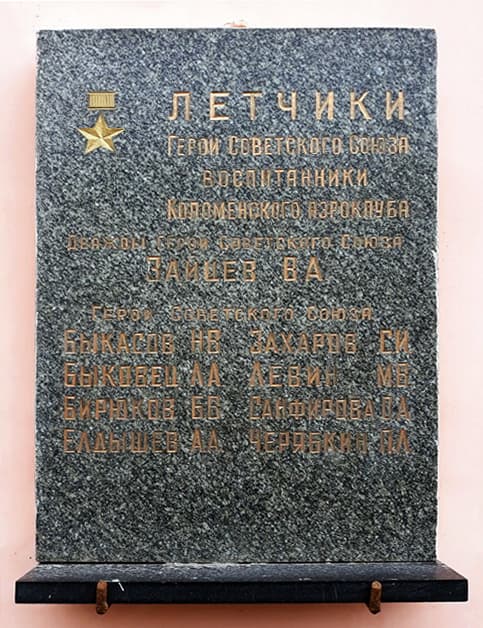 ЛЕТЧИКИ
ГЕРОИ СОВЕТСКОГО СОЮЗА
ВОСПИТАННИКИ
КОЛОМЕНСКОГО АЭРОКЛУБА
ДВАЖДЫ ГЕРОЙ СОВЕТСКОГО СОЮЗА
ЗАЙЦЕВ В.А.
ГЕРОИ СОВЕТСКОГО СОЮЗА
БЫКАСОВ Н.В. ЗАХАРОВ С.И.
БЫКОВЕЦ Л.А. ЛЕВИН М.В.
БИРЮКОВ Б.Б. САНФИРОВА О.А.
ЕЛДЫШЕВ А.А. ЧЕРЯБКИН П.Л.